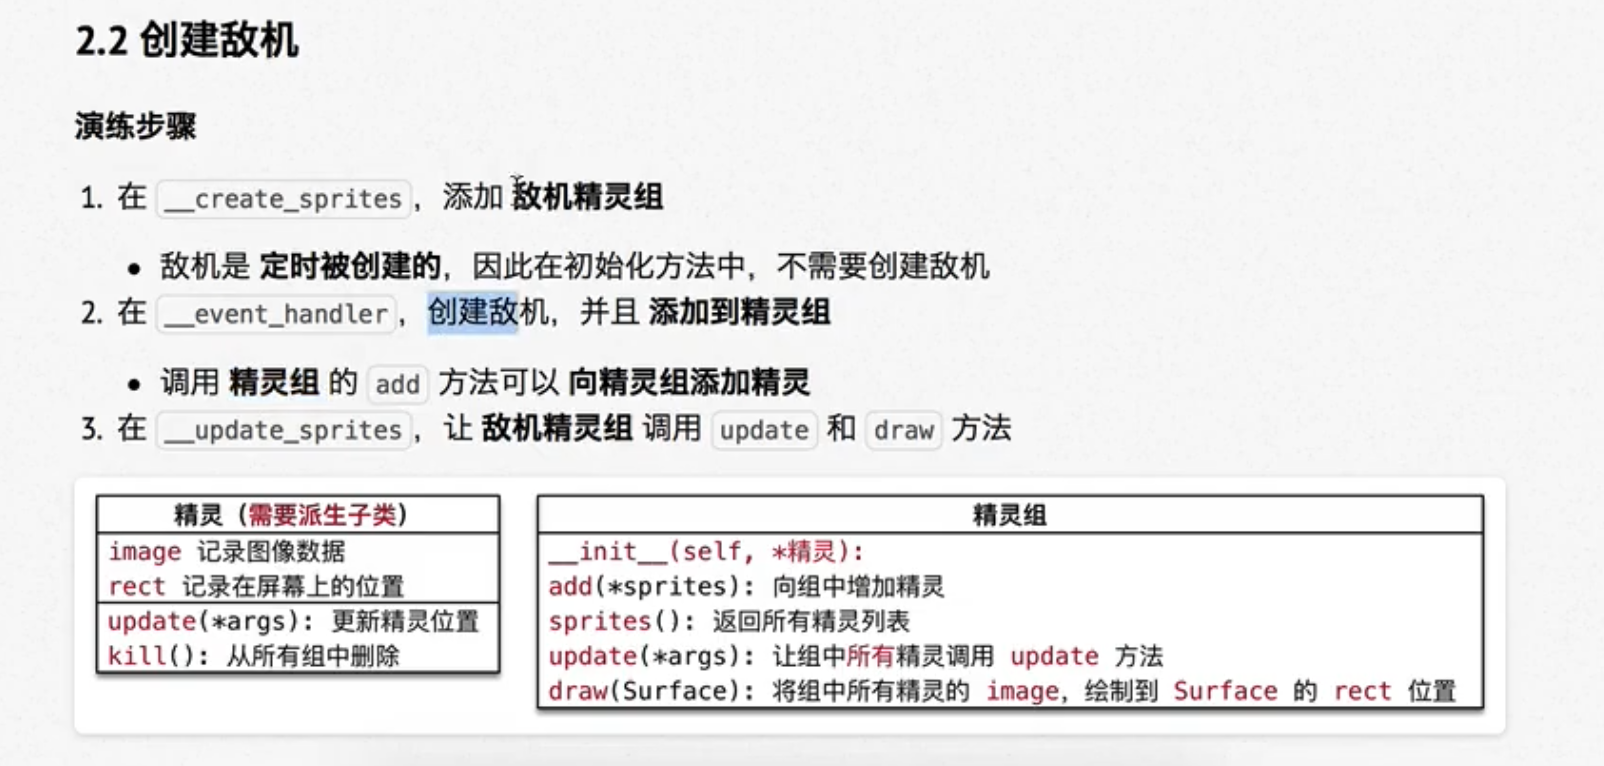 2.2 创建敌机
演练步骤
1. 在 __create_sprites， 添加 敌机精灵组
• 敌机是 定时被创建的，因此在初始化方法中，不需要创建敌机
2. 在 __event_handler， 创建敌机，并且 添加到精灵组
• 调用 精灵组 的 add 方法可以 向精灵组添加精灵
3. 在 __update_sprites， 让 敌机精灵组 调用 update 和 draw 方法
精灵（需要派生子类）
image 记录图像数据
rect 记录在屏幕上的位置
update(*args): 更新精灵位置
kill(): 从所有组中删除
精灵组
__init__(self, *精灵):
add(*sprites): 向组中增加精灵
sprites(): 返回所有精灵列表
update(*args): 让组中所有精灵调用 update 方法
draw(Surface): 将组中所有精灵的 image，绘制到 Surface 的 rect 位置